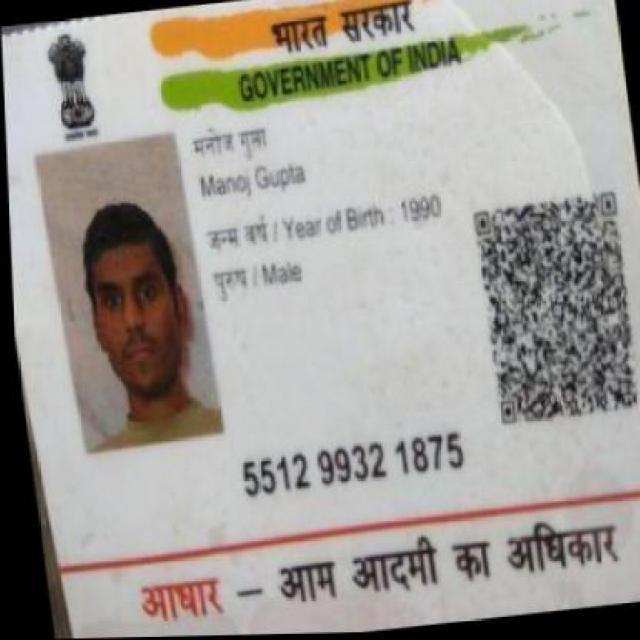 भारत सरकार
GOVERNMENT OF INDIA
मनोज गुप्ता
Manoj Gupta
जन्म वर्ष / Year of Birth : 1990
पुरुष / Male
5512 9932 1875
आधार – आम आदमी का अधिकार